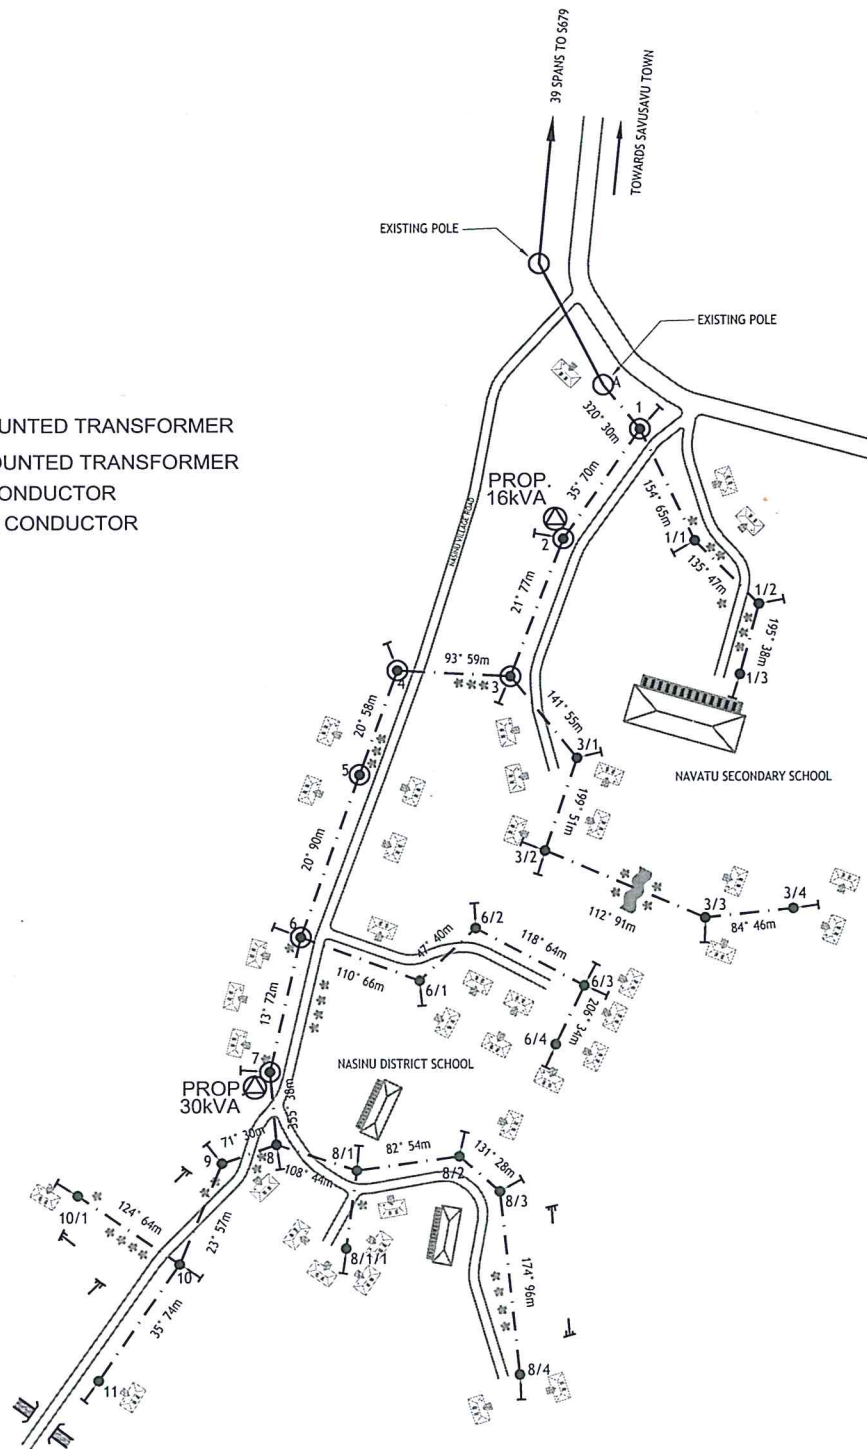 39 SPANS TO S679
TOWARDS SAVUSAVU TOWN
EXISTING POLE
EXISTING POLE
A
320° 30m
1
UNTED TRANSFORMER
OUNTED TRANSFORMER
ONDUCTOR
CONDUCTOR
PROP.
16kVA
35° 70m
154° 65m
1/1
135° 47m
1/2
195° 38m
1/3
2
NASINU VILLAGE ROAD
21° 77m
93° 59m
4
3
141° 55m
3/1
NAVATU SECONDARY SCHOOL
20° 58m
5
199° 51m
3/2
20° 90m
112° 91m
3/3
84° 46m
3/4
6
47° 40m
6/2
118° 64m
110° 66m
6/1
6/3
206° 34m
6/4
13° 72m
7
NASINU DISTRICT SCHOOL
PROP
30kVA
355° 38m
71° 30m
9
8
108° 44m
8/1
82° 54m
8/2
131° 28m
8/3
10/1
124° 64m
23° 57m
10
8/1/1
174° 96m
35° 74m
11
8/4